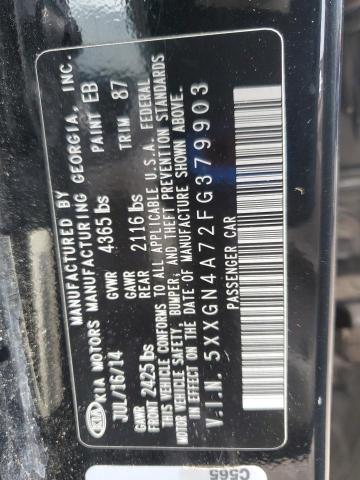 MANUFACTURED BY
KIA KIA MOTORS MANUFACTURING GEORGIA, INC.
JUL/16/14 GVWR 4365 lbs PAINT EB
GAWR FRONT 2425 lbs GAWR REAR 2116 lbs TRIM 87
THIS VEHICLE CONFORMS TO ALL APPLICABLE U.S.A. FEDERAL
MOTOR VEHICLE SAFETY, BUMPER, AND THEFT PREVENTION STANDARDS
IN EFFECT ON THE DATE OF MANUFACTURE SHOWN ABOVE.
V.I.N. 5XXGN4A72FG379903
PASSENGER CAR
C565